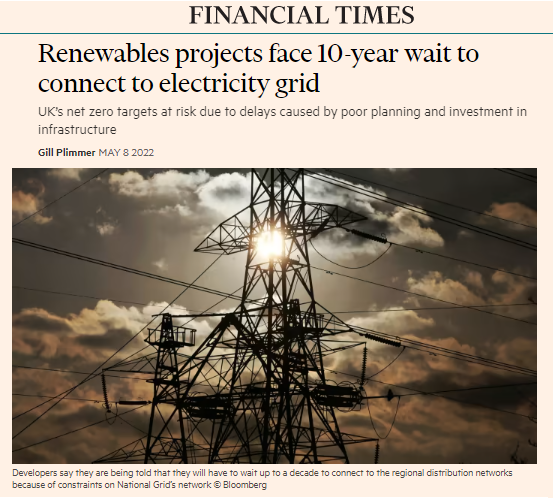 FINANCIAL TIMES
Renewables projects face 10-year wait to
connect to electricity grid
UK's net zero targets at risk due to delays caused by poor planning and investment in
infrastructure
Gill Plimmer MAY 8 2022
Developers say they are being told that they will have to wait up to a decade to connect to the regional distribution networks
because of constraints on National Grid's network © Bloomberg